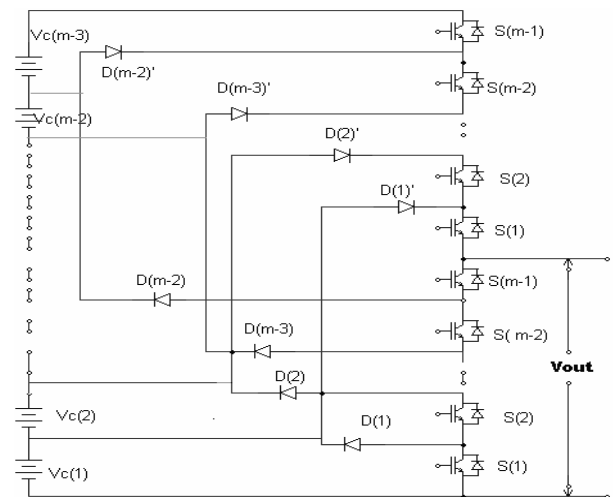 Vc(m-3)
S(m-1)
D(m-2)'
D(m-3)'
S(m-2)
Vc(m-2)
D(2)'
S(2)
D(1)'
S(1)
D(m-2)
S(m-1)
D(m-3)
S( m-2)
Vout
D(2)
Vc(2)
D(1)
S(2)
Vc(1)
S(1)